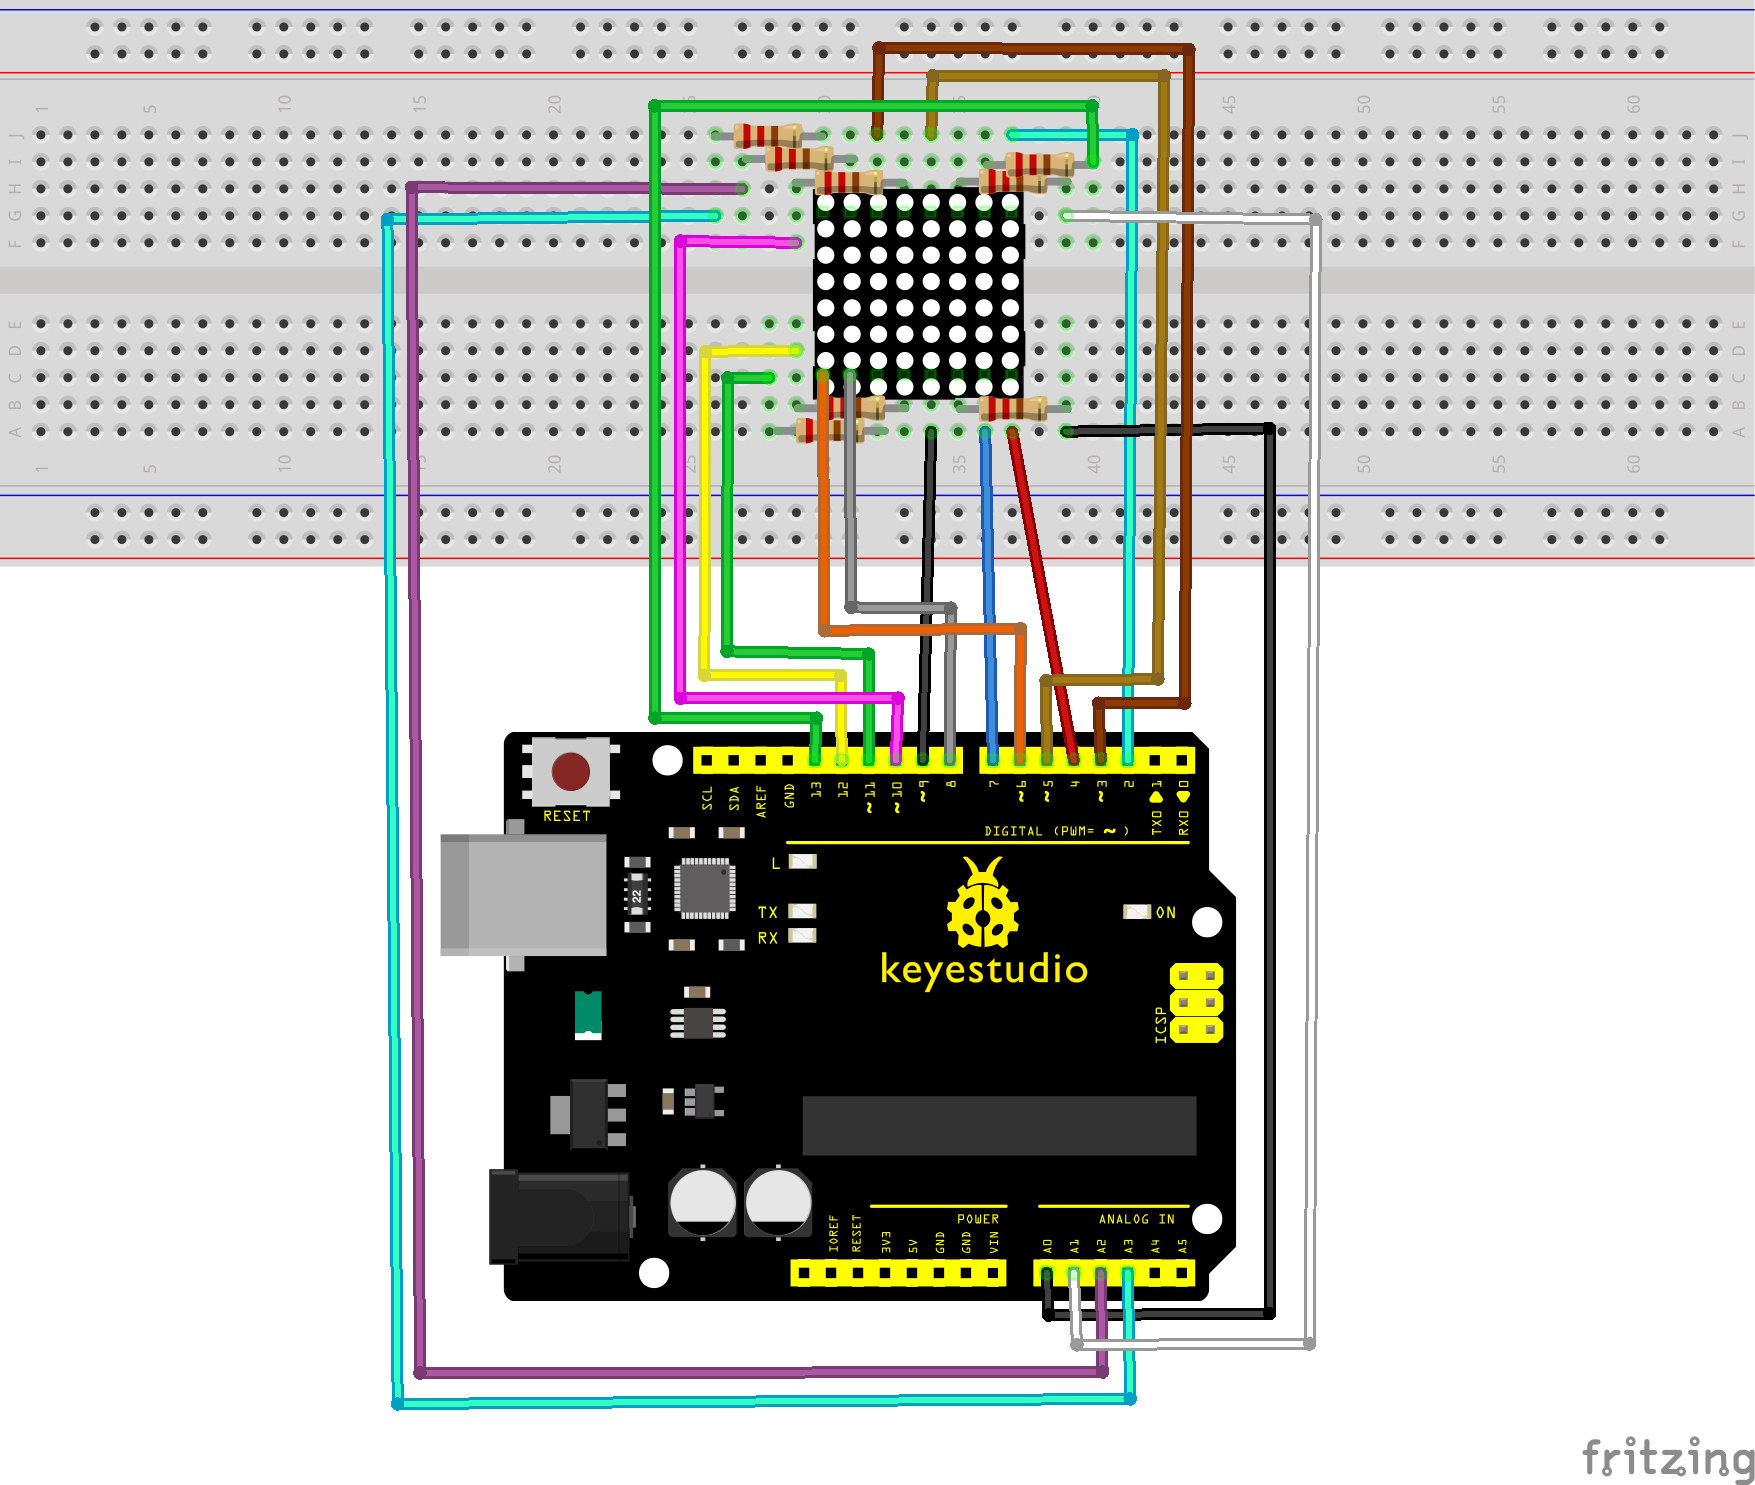 1 5 10 15 20 25 30 35 40 45 50 55 60
J J
I I
H H
G G
F F
E E
D D
C C
B B
A A
1 5 10 15 20 25 30 35 40 45 50 55 60
SCL SDA AREF GND 13 12 ~11 ~10 ~9 8 7 ~6 ~5 4 ~3 2 TX0 1 RX0 0
RESET
DIGITAL (PWM= ~ )
L
22
TX
RX
ON
keyestudio
ICSP
POWER
ANALOG IN
IOREF RESET 3V3 5V GND GND VIN A0 A1 A2 A3 A4 A5
fritzing